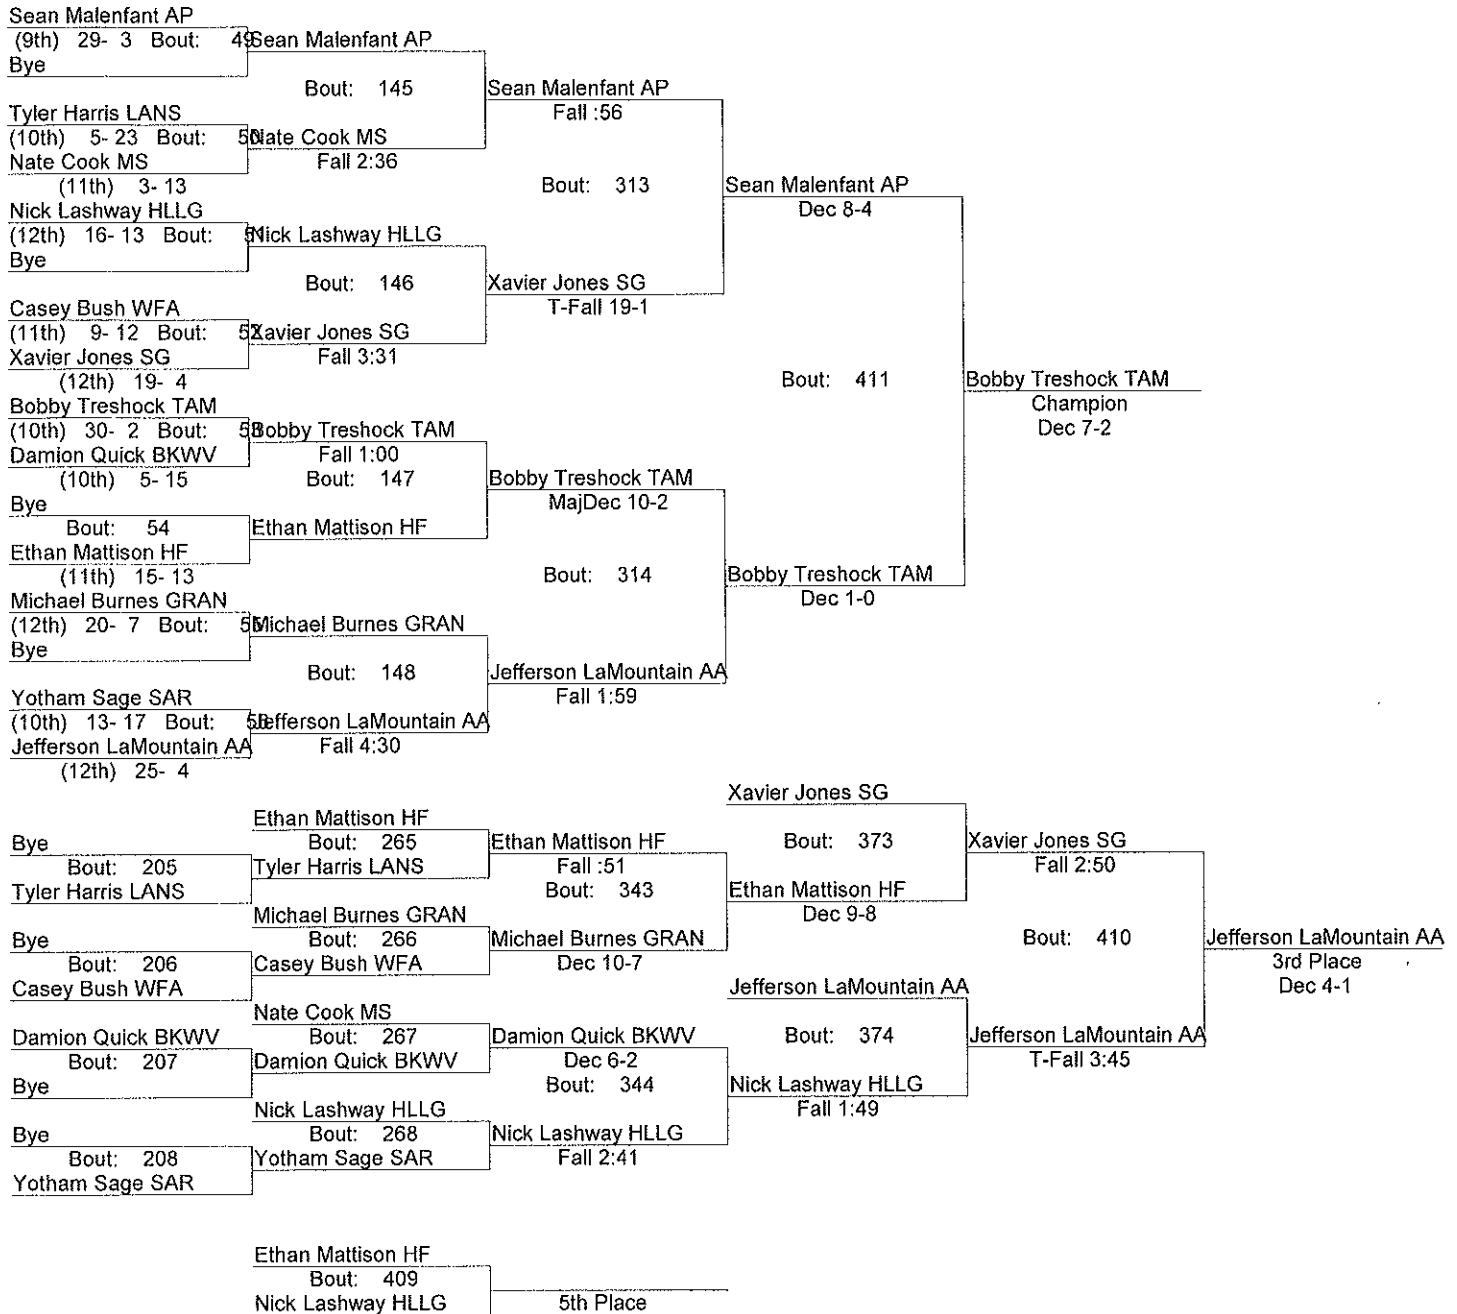 Sean Malenfant AP
(9th) 29- 3 Bout: 49
Bye
Sean Malenfant AP
Bout: 145
Tyler Harris LANS
(10th) 5- 23 Bout: 50
Nate Cook MS
(11th) 3- 13
Nate Cook MS
Fall 2:36
Sean Malenfant AP
Fall :56
Bout: 313
Nick Lashway HLLG
(12th) 16- 13 Bout: 51
Bye
Nick Lashway HLLG
Bout: 146
Casey Bush WFA
(11th) 9- 12 Bout: 52
Xavier Jones SG
(12th) 19- 4
Xavier Jones SG
Fall 3:31
Xavier Jones SG
T-Fall 19-1
Sean Malenfant AP
Dec 8-4
Bout: 411
Bobby Treshock TAM
Champion
Dec 7-2
Bobby Treshock TAM
(10th) 30- 2 Bout: 53
Damion Quick BKWV
(10th) 5- 15
Bobby Treshock TAM
Fall 1:00
Bout: 147
Bye
Bout: 54
Ethan Mattison HF
(11th) 15- 13
Ethan Mattison HF
Bobby Treshock TAM
MajDec 10-2
Bout: 314
Bobby Treshock TAM
Dec 1-0
Michael Burnes GRAN
(12th) 20- 7 Bout: 55
Bye
Michael Burnes GRAN
Bout: 148
Yotham Sage SAR
(10th) 13- 17 Bout: 56
Jefferson LaMountain AA
(12th) 25- 4
Jefferson LaMountain AA
Fall 4:30
Jefferson LaMountain AA
Fall 1:59
Bye
Bout: 205
Tyler Harris LANS
Ethan Mattison HF
Bout: 265
Tyler Harris LANS
Ethan Mattison HF
Fall :51
Bout: 343
Bye
Bout: 206
Casey Bush WFA
Michael Burnes GRAN
Bout: 266
Casey Bush WFA
Michael Burnes GRAN
Dec 10-7
Xavier Jones SG
Bout: 373
Ethan Mattison HF
Dec 9-8
Xavier Jones SG
Fall 2:50
Bout: 410
Jefferson LaMountain AA
3rd Place
Dec 4-1
Damion Quick BKWV
Bout: 207
Bye
Nate Cook MS
Bout: 267
Damion Quick BKWV
Damion Quick BKWV
Dec 6-2
Bout: 344
Bye
Bout: 208
Yotham Sage SAR
Nick Lashway HLLG
Bout: 268
Yotham Sage SAR
Nick Lashway HLLG
Fall 2:41
Jefferson LaMountain AA
Bout: 374
Nick Lashway HLLG
Fall 1:49
Jefferson LaMountain AA
T-Fall 3:45
Ethan Mattison HF
Bout: 409
Nick Lashway HLLG
5th Place